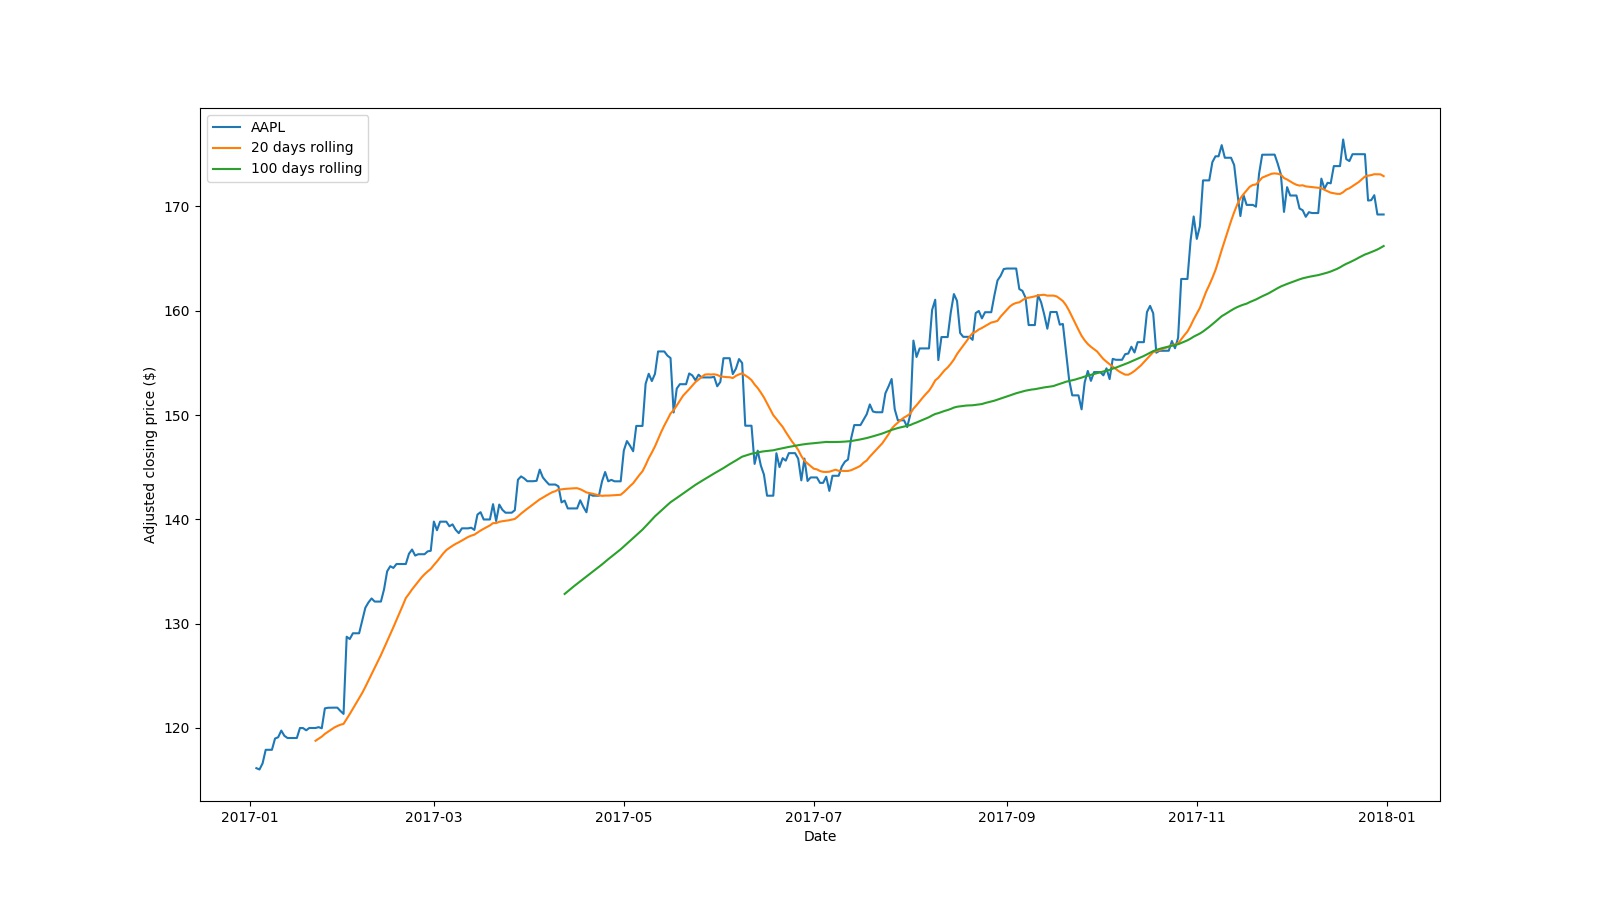 AAPL
20 days rolling
100 days rolling
170
160
150
140
130
120
Adjusted closing price ($)
2017-01 2017-03 2017-05 2017-07 2017-09 2017-11 2018-01
Date